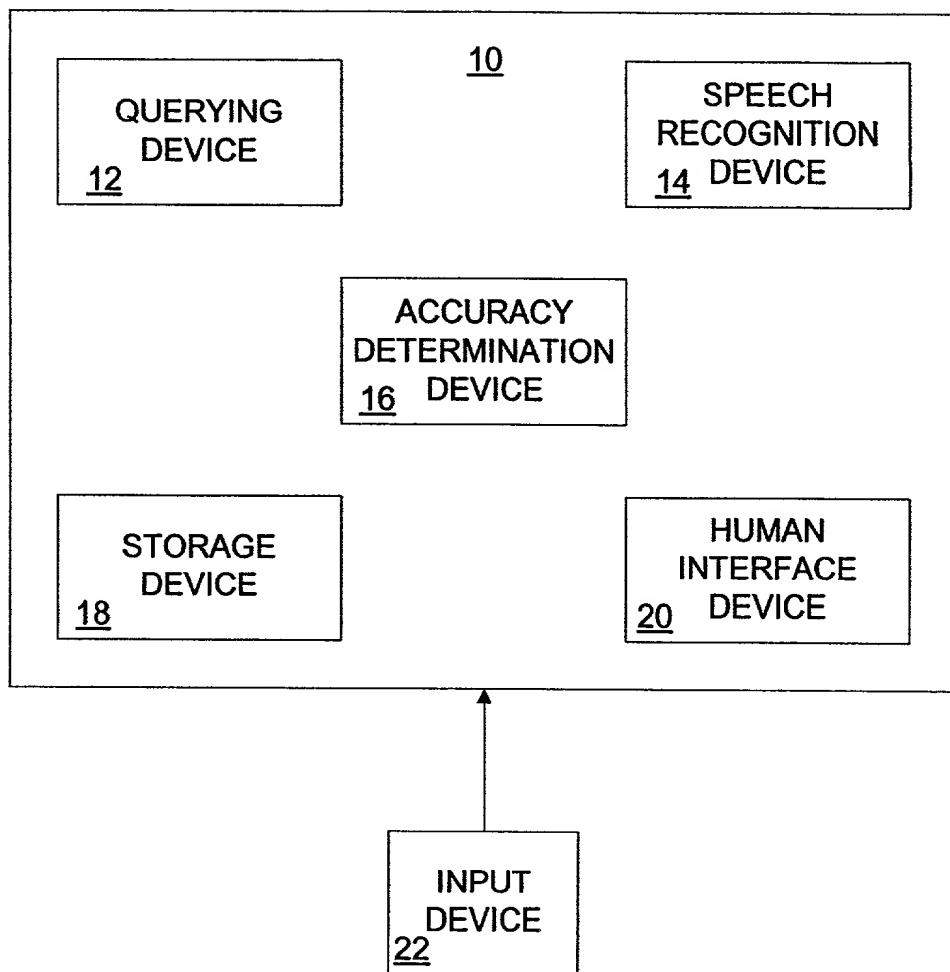 10
QUERYING
DEVICE
12
SPEECH
RECOGNITION
DEVICE
14
ACCURACY
DETERMINATION
DEVICE
16
STORAGE
DEVICE
18
HUMAN
INTERFACE
DEVICE
20
INPUT
DEVICE
22